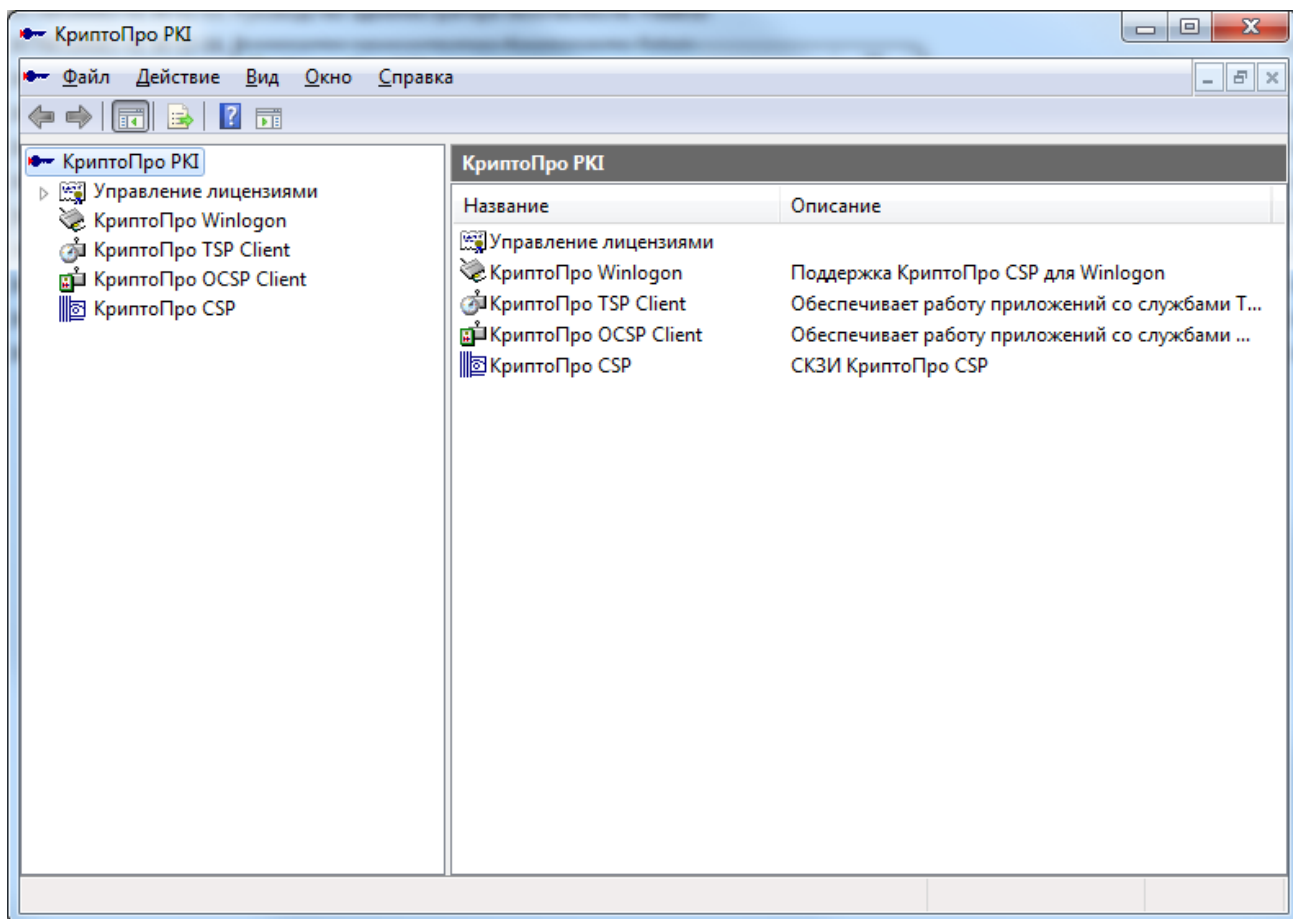 КриптоПро PKI
Файл Действие Вид Окно Справка
КриптоПро PKI
Управление лицензиями
КриптоПро Winlogon
КриптоПро TSP Client
КриптоПро OCSP Client
КриптоПро CSP
КриптоПро PKI
Название Описание
Управление лицензиями
КриптоПро Winlogon Поддержка КриптоПро CSP для Winlogon
КриптоПро TSP Client Обеспечивает работу приложений со службами T...
КриптоПро OCSP Client Обеспечивает работу приложений со службами ...
КриптоПро CSP СКЗИ КриптоПро CSP